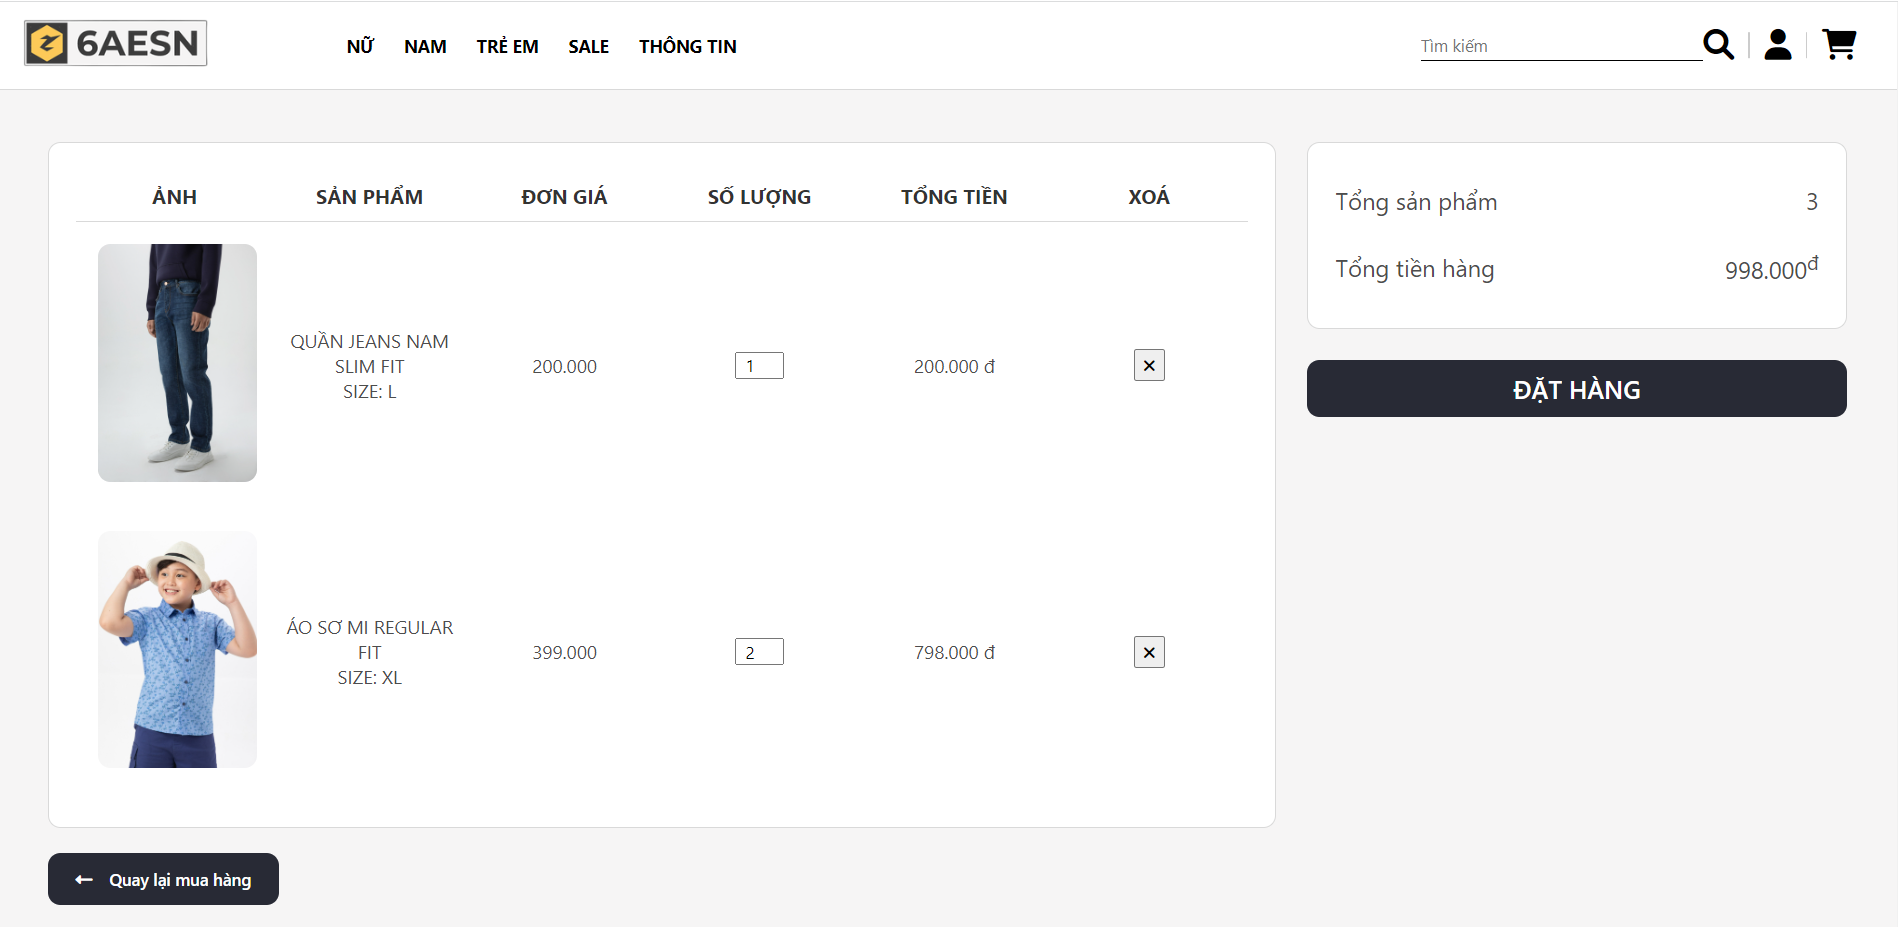 6AESN
NỮ NAM TRẺ EM SALE THÔNG TIN
Tìm kiếm
ẢNH SẢN PHẨM ĐƠN GIÁ SỐ LƯỢNG TỔNG TIỀN XOÁ
QUẦN JEANS NAM
SLIM FIT
SIZE: L
200.000 1 200.000 đ ×
ÁO SƠ MI REGULAR
FIT
SIZE: XL
399.000 2 798.000 đ ×
Tổng sản phẩm 3
Tổng tiền hàng 998.000đ
ĐẶT HÀNG
← Quay lại mua hàng